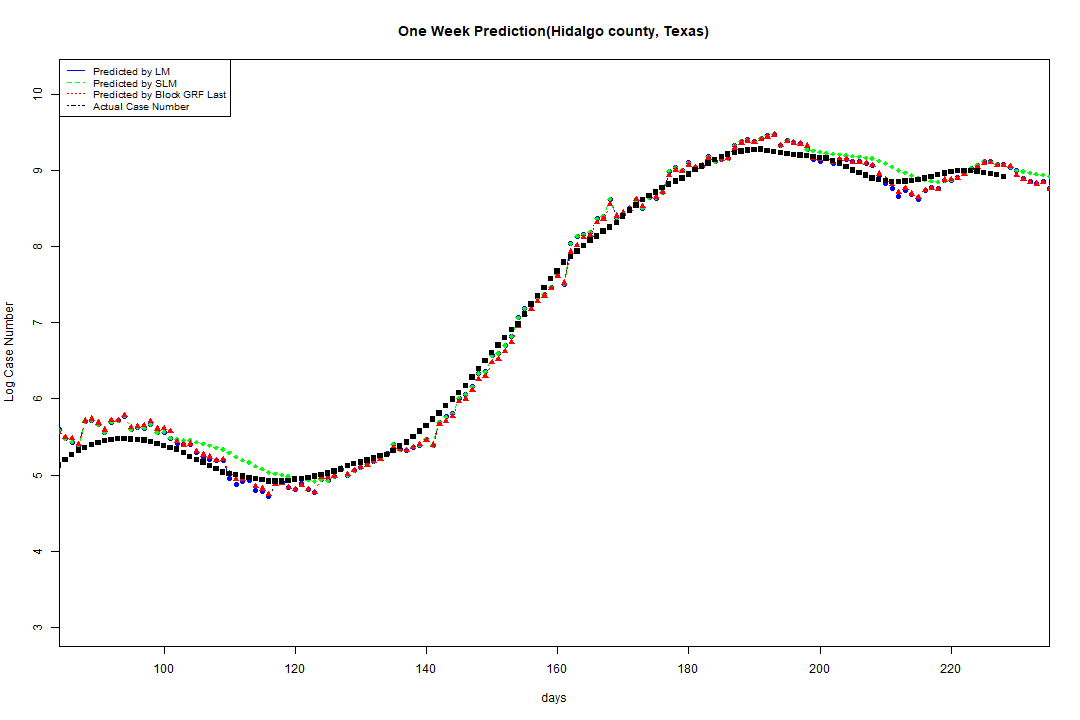 One Week Prediction(Hidalgo county, Texas)
Predicted by LM
Predicted by SLM
Predicted by Block GRF Last
Actual Case Number
10
9
8
7
6
5
4
3
Log Case Number
100 120 140 160 180 200 220
days